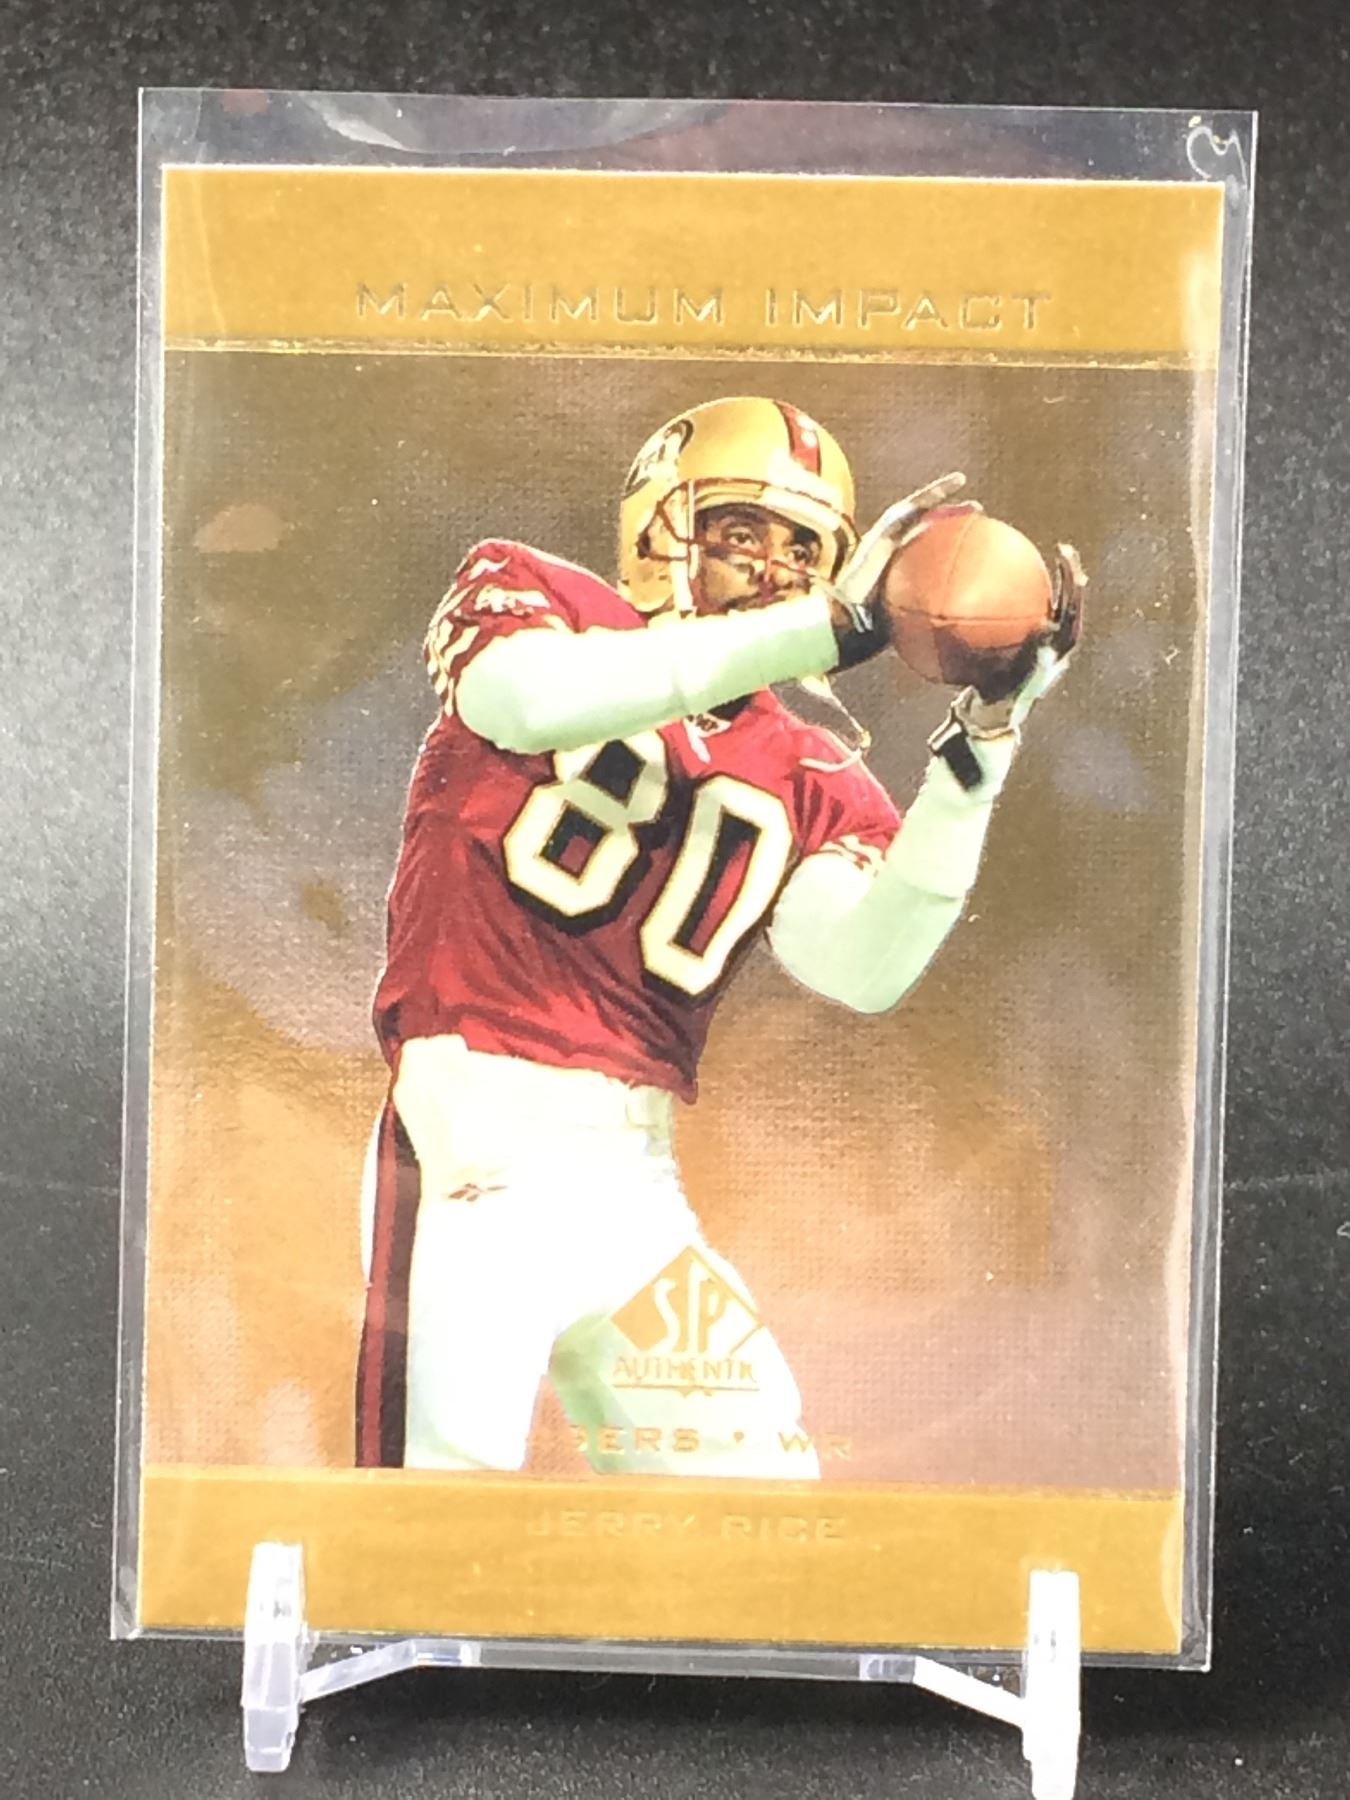 MAXIMUM IMPACT
80
SP
AUTHENTIC
49ERS • WR
JERRY RICE